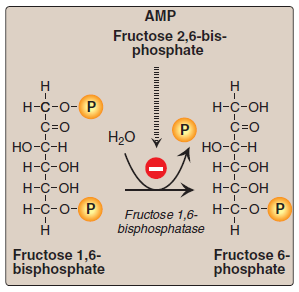 AMP
Fructose 2,6-bis-
phosphate
H
H-C-O-P
C=O
HO-C-H
H-C-OH
H-C-OH
H-C-O-P
H
Fructose 1,6-
bisphosphate
H2O
P
Fructose 1,6-
bisphosphatase
H
H-C-OH
C=O
HO-C-H
H-C-OH
H-C-OH
H-C-O-P
H
Fructose 6-
phosphate